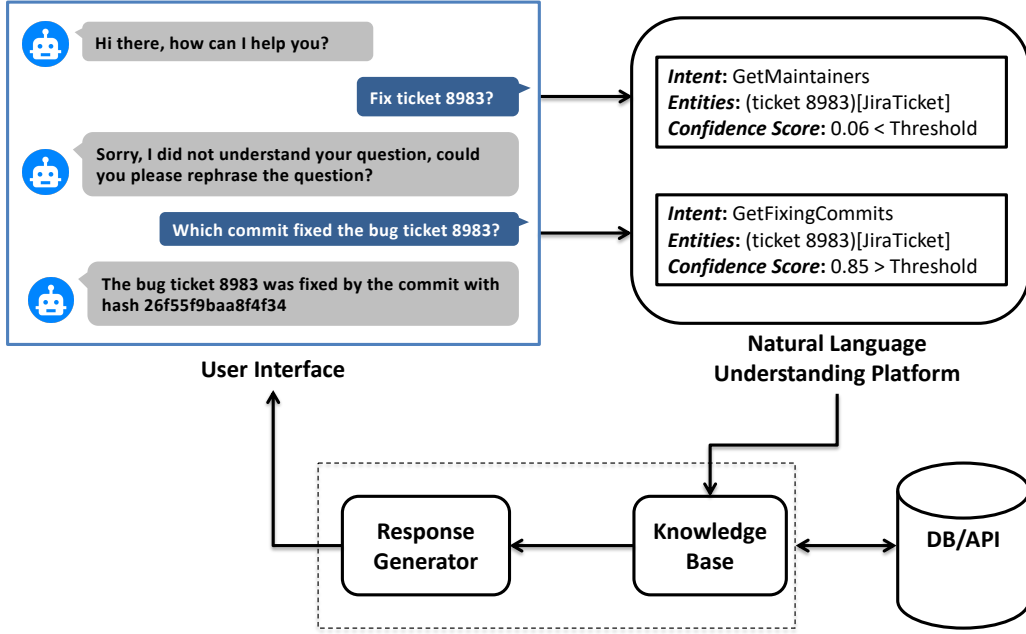 Hi there, how can I help you?
Fix ticket 8983?
Sorry, I did not understand your question, could
you please rephrase the question?
Which commit fixed the bug ticket 8983?
The bug ticket 8983 was fixed by the commit with
hash 26f55f9baa8f4f34
User Interface
Intent: GetMaintainers
Entities: (ticket 8983)[JiraTicket]
Confidence Score: 0.06 < Threshold
Intent: GetFixingCommits
Entities: (ticket 8983)[JiraTicket]
Confidence Score: 0.85 > Threshold
Natural Language
Understanding Platform
Response
Generator
Knowledge
Base
DB/API